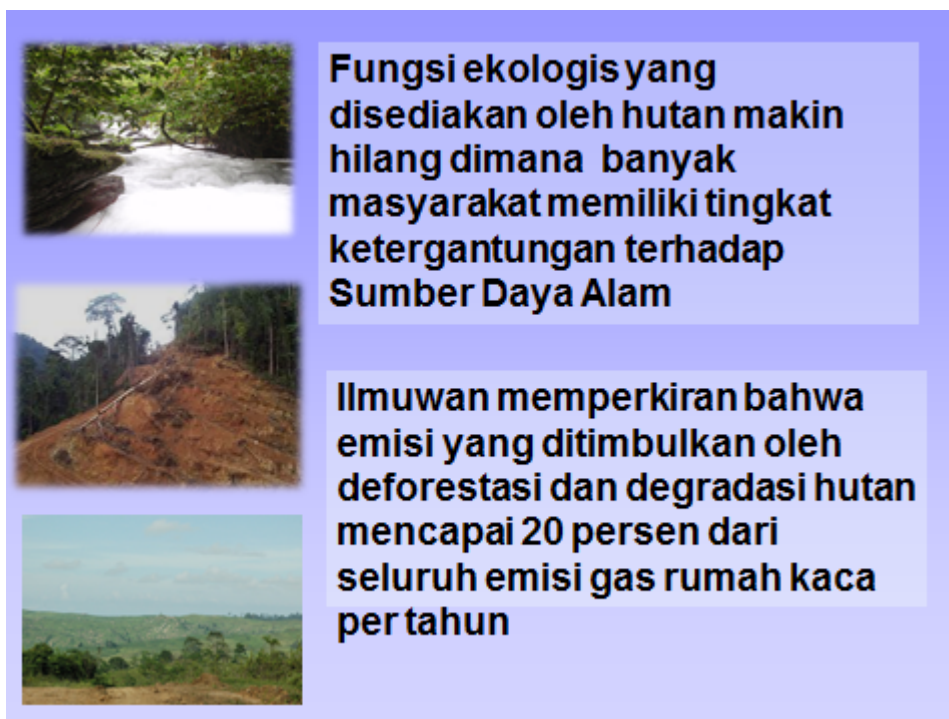 Fungsi ekologis yang
disediakan oleh hutan makin
hilang dimana banyak
masyarakat memiliki tingkat
ketergantungan terhadap
Sumber Daya Alam
Ilmuwan memperkiran bahwa
emisi yang ditimbulkan oleh
deforestasi dan degradasi hutan
mencapai 20 persen dari
seluruh emisi gas rumah kaca
per tahun